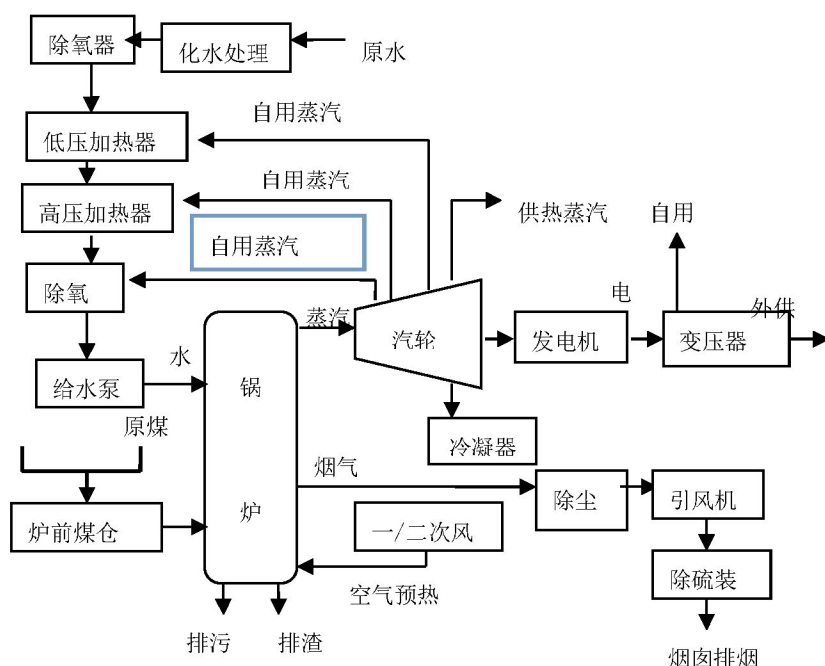 除氧器
化水处理
原水
自用蒸汽
低压加热器
自用蒸汽
高压加热器
供热蒸汽
自用
自用蒸汽
除氧
电
外供
蒸汽
汽轮
发电机
变压器
水
锅
给水泵
原煤
冷凝器
烟气
除尘
引风机
炉前煤仓
炉
一/二次风
除硫装
空气预热
排污
排渣
烟囱排烟